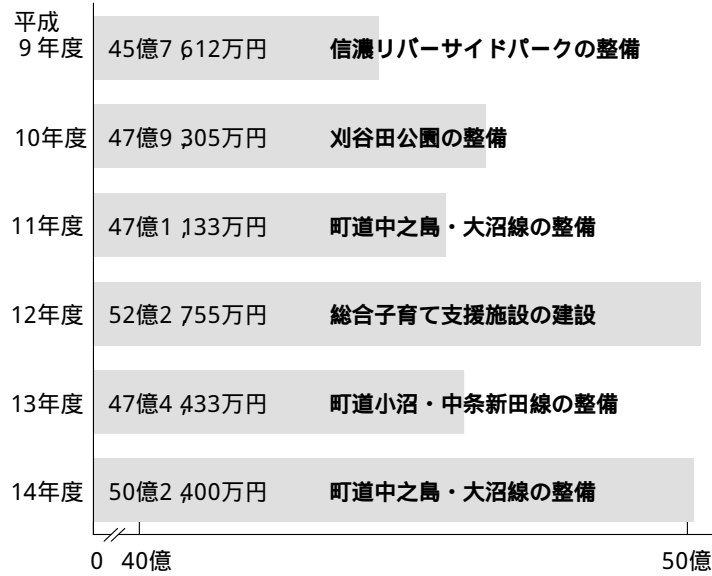 平成
9年度 45億7,612万円 信濃リバーサイドパークの整備
10年度 47億9,305万円 刈谷田公園の整備
11年度 47億1,133万円 町道中之島・大沼線の整備
12年度 52億2,755万円 総合子育て支援施設の建設
13年度 47億4,433万円 町道小沼・中条新田線の整備
14年度 50億2,400万円 町道中之島・大沼線の整備
0 40億 50億